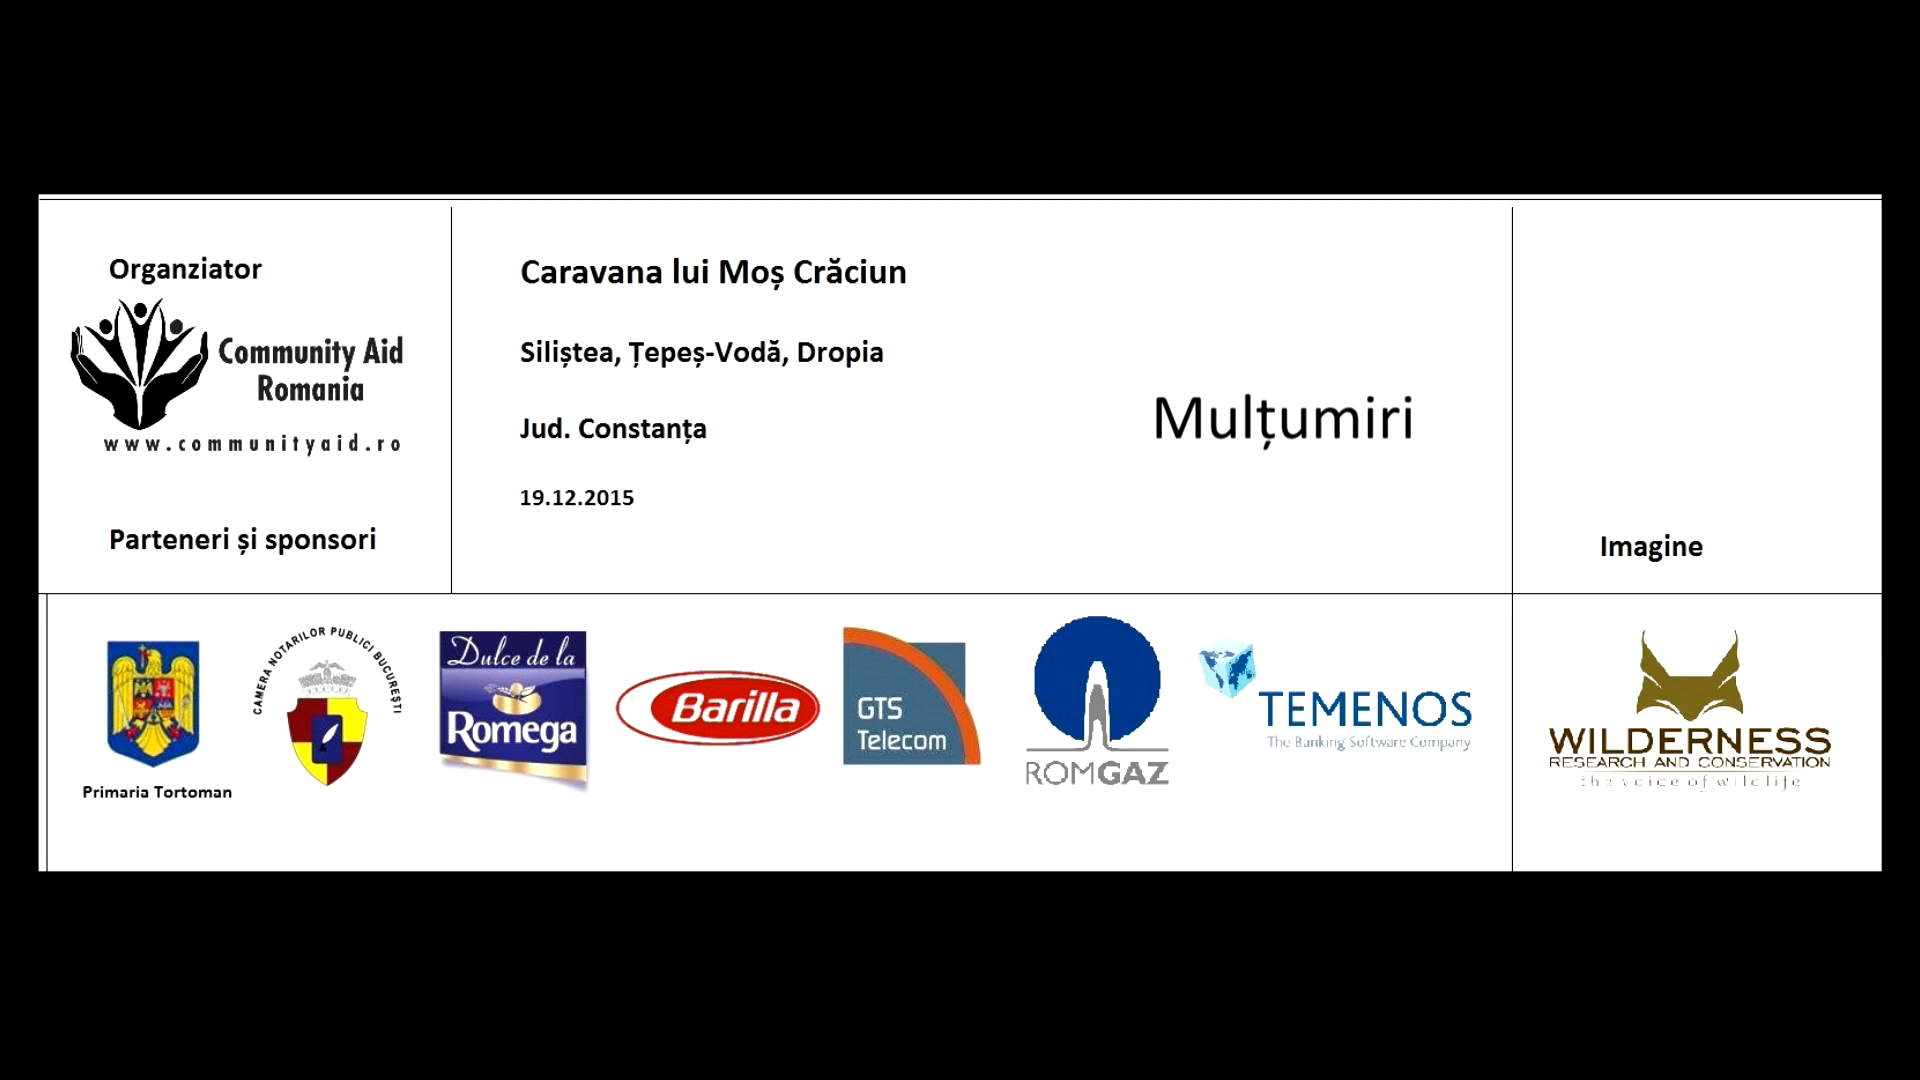 Organziator
Community Aid
Romania
www.communityaid.ro
Parteneri și sponsori
Caravana lui Moș Crăciun
Siliștea, Țepeș-Vodă, Dropia
Jud. Constanța
19.12.2015
Mulțumiri
Imagine
Primaria Tortoman
CAMERA NOTARILOR PUBLICI BUCUREȘTI
Dulce de la
Romega
Barilla
GTS
Telecom
ROMGAZ
TEMENOS
The Banking Software Company
WILDERNESS
RESEARCH AND CONSERVATION
the voice of wildlife